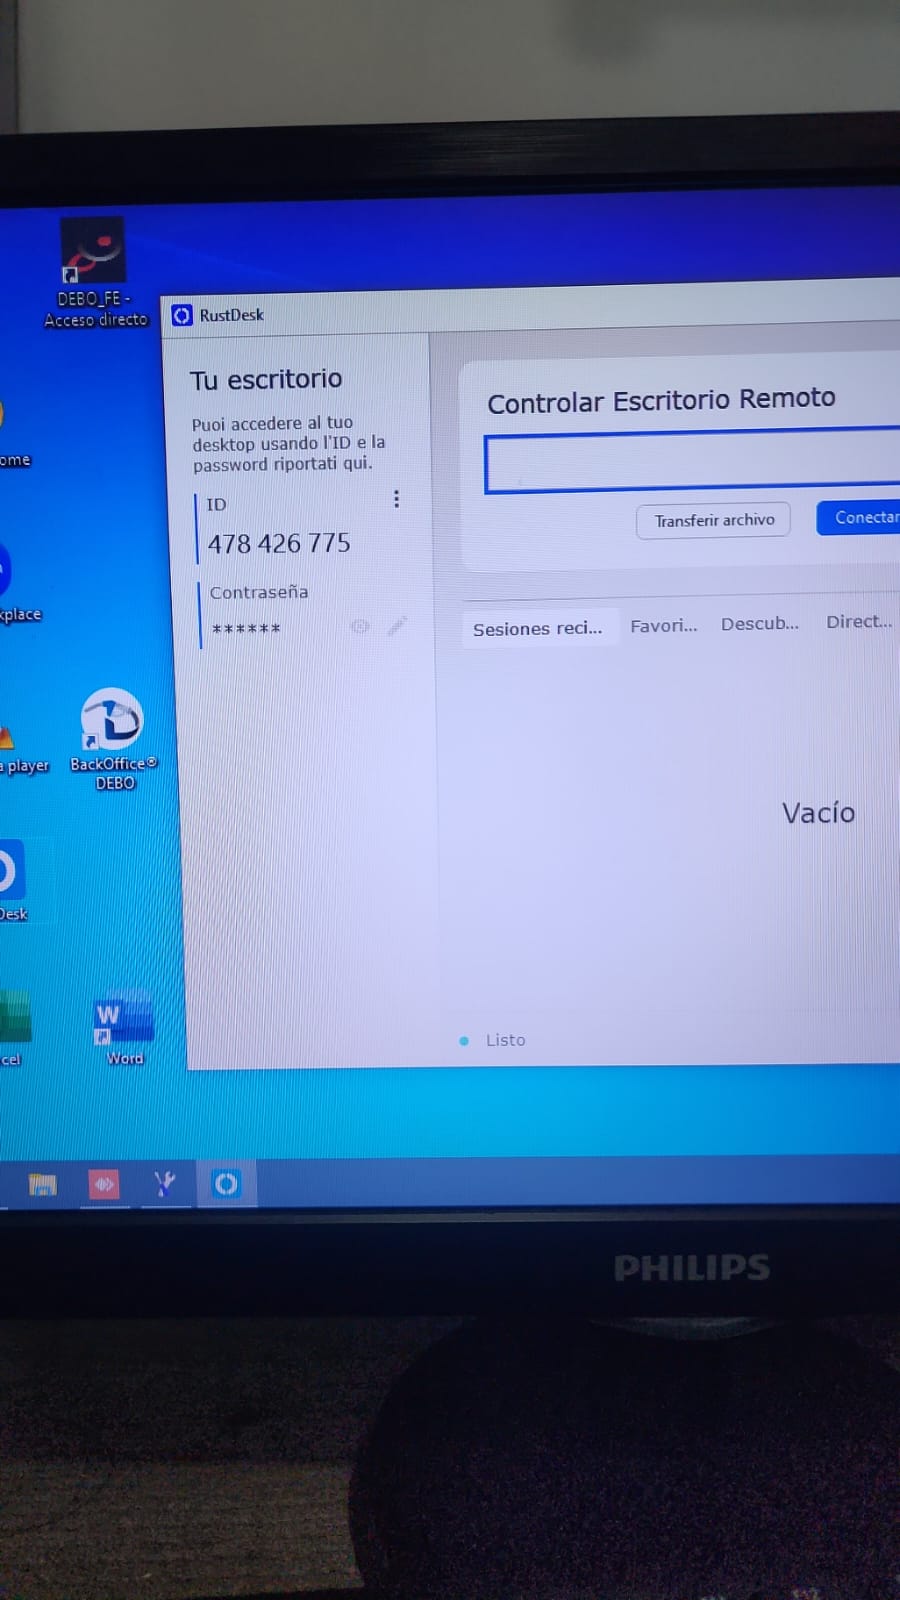 DEBO_FE -
Acceso directo
RustDesk
Tu escritorio
Puoi accedere al tuo
desktop usando l'ID e la
password riportati qui.
ID
478 426 775
Contraseña
******
Controlar Escritorio Remoto
Transferir archivo
Conectar
Sesiones reci...
Favori...
Descub...
Direct...
Vacío
Listo
ome
kplace
a player
BackOffice®
DEBO
Desk
cel
W
Word
PHILIPS